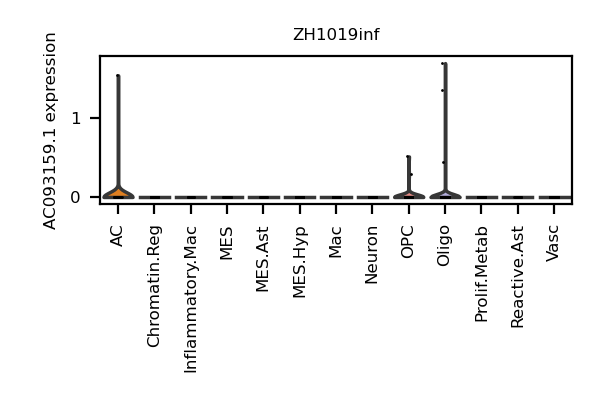 ZH1019inf
AC093159.1 expression
1
0
AC
Chromatin.Reg
Inflammatory.Mac
MES
MES.Ast
MES.Hyp
Mac
Neuron
OPC
Oligo
Prolif.Metab
Reactive.Ast
Vasc